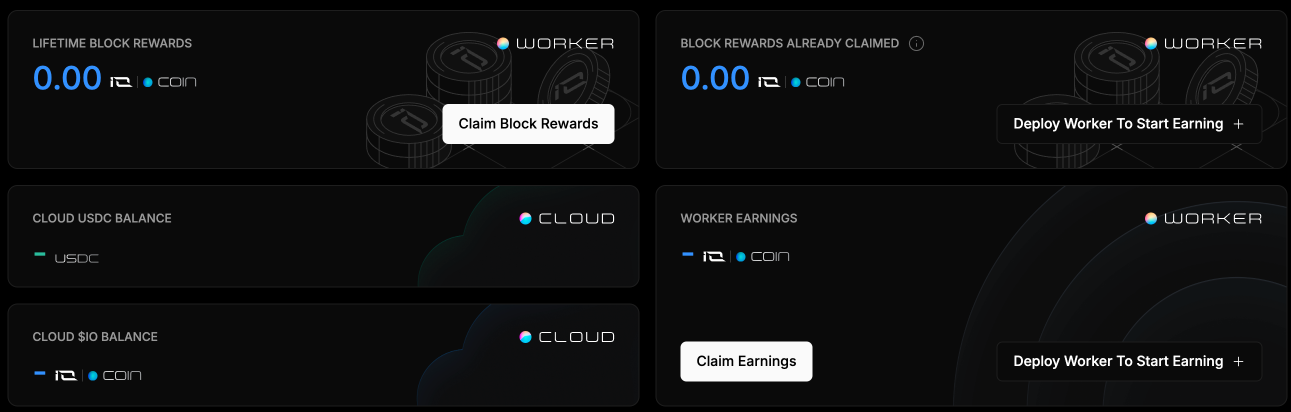 LIFETIME BLOCK REWARDS
WORKER
0.00 IO | COIN
Claim Block Rewards
BLOCK REWARDS ALREADY CLAIMED
WORKER
0.00 IO | COIN
Deploy Worker To Start Earning +
CLOUD USDC BALANCE
CLOUD
- USDC
CLOUD $IO BALANCE
CLOUD
- IO | COIN
WORKER EARNINGS
WORKER
- IO | COIN
Claim Earnings
Deploy Worker To Start Earning +